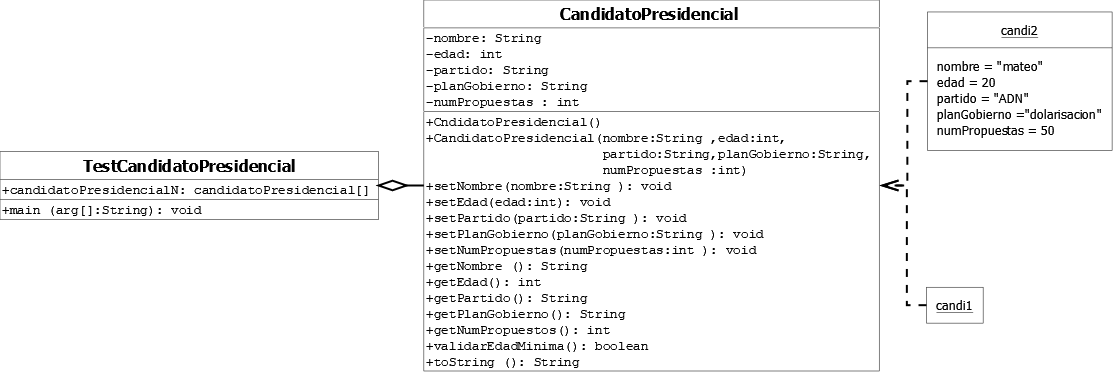 TestCandidatoPresidencial
+candidatoPresidencialN: candidatoPresidencial[]
+main (arg[]:String): void
CandidatoPresidencial
-nombre: String
-edad: int
-partido: String
-planGobierno: String
-numPropuestas : int
+CndidatoPresidencial()
+CandidatoPresidencial(nombre:String ,edad:int,
partido:String,planGobierno:String,
numPropuestas :int)
+setNombre(nombre:String ): void
+setEdad(edad:int): void
+setPartido(partido:String ): void
+setPlanGobierno(planGobierno:String ): void
+setNumPropuestas(numPropuestas:int ): void
+getNombre (): String
+getEdad(): int
+getPartido(): String
+getPlanGobierno(): String
+getNumPropuestos(): int
+validarEdadMinima(): boolean
+toString (): String
candi2
nombre = "mateo"
edad = 20
partido = "ADN"
planGobierno ="dolarisacion"
numPropuestas = 50
candi1